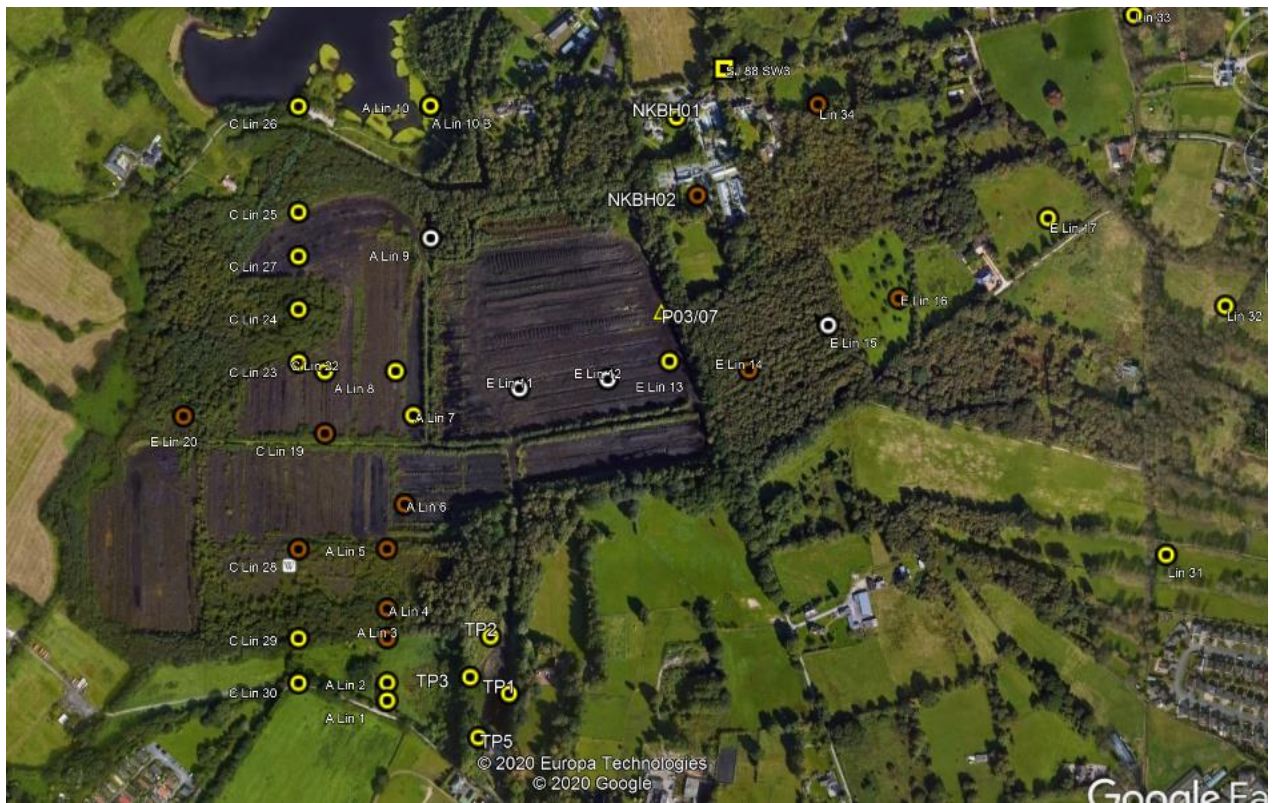 Lin 33
SJ 88 SW3
C Lin 26
A Lin 10
A Lin 10 B
NKBH01
Lin 34
NKBH02
C Lin 25
A Lin 9
E Lin 17
C Lin 27
E Lin 16
C Lin 24
P03/07
Lin 32
E Lin 15
C Lin 23
C Lin 22
A Lin 8
E Lin 11
E Lin 12
E Lin 13
E Lin 14
A Lin 7
E Lin 20
C Lin 19
A Lin 6
A Lin 5
C Lin 28
W
Lin 31
A Lin 4
C Lin 29
A Lin 3
TP2
C Lin 30
A Lin 2
TP3
TP1
A Lin 1
TP5
© 2020 Europa Technologies
© 2020 Google
Google Ea